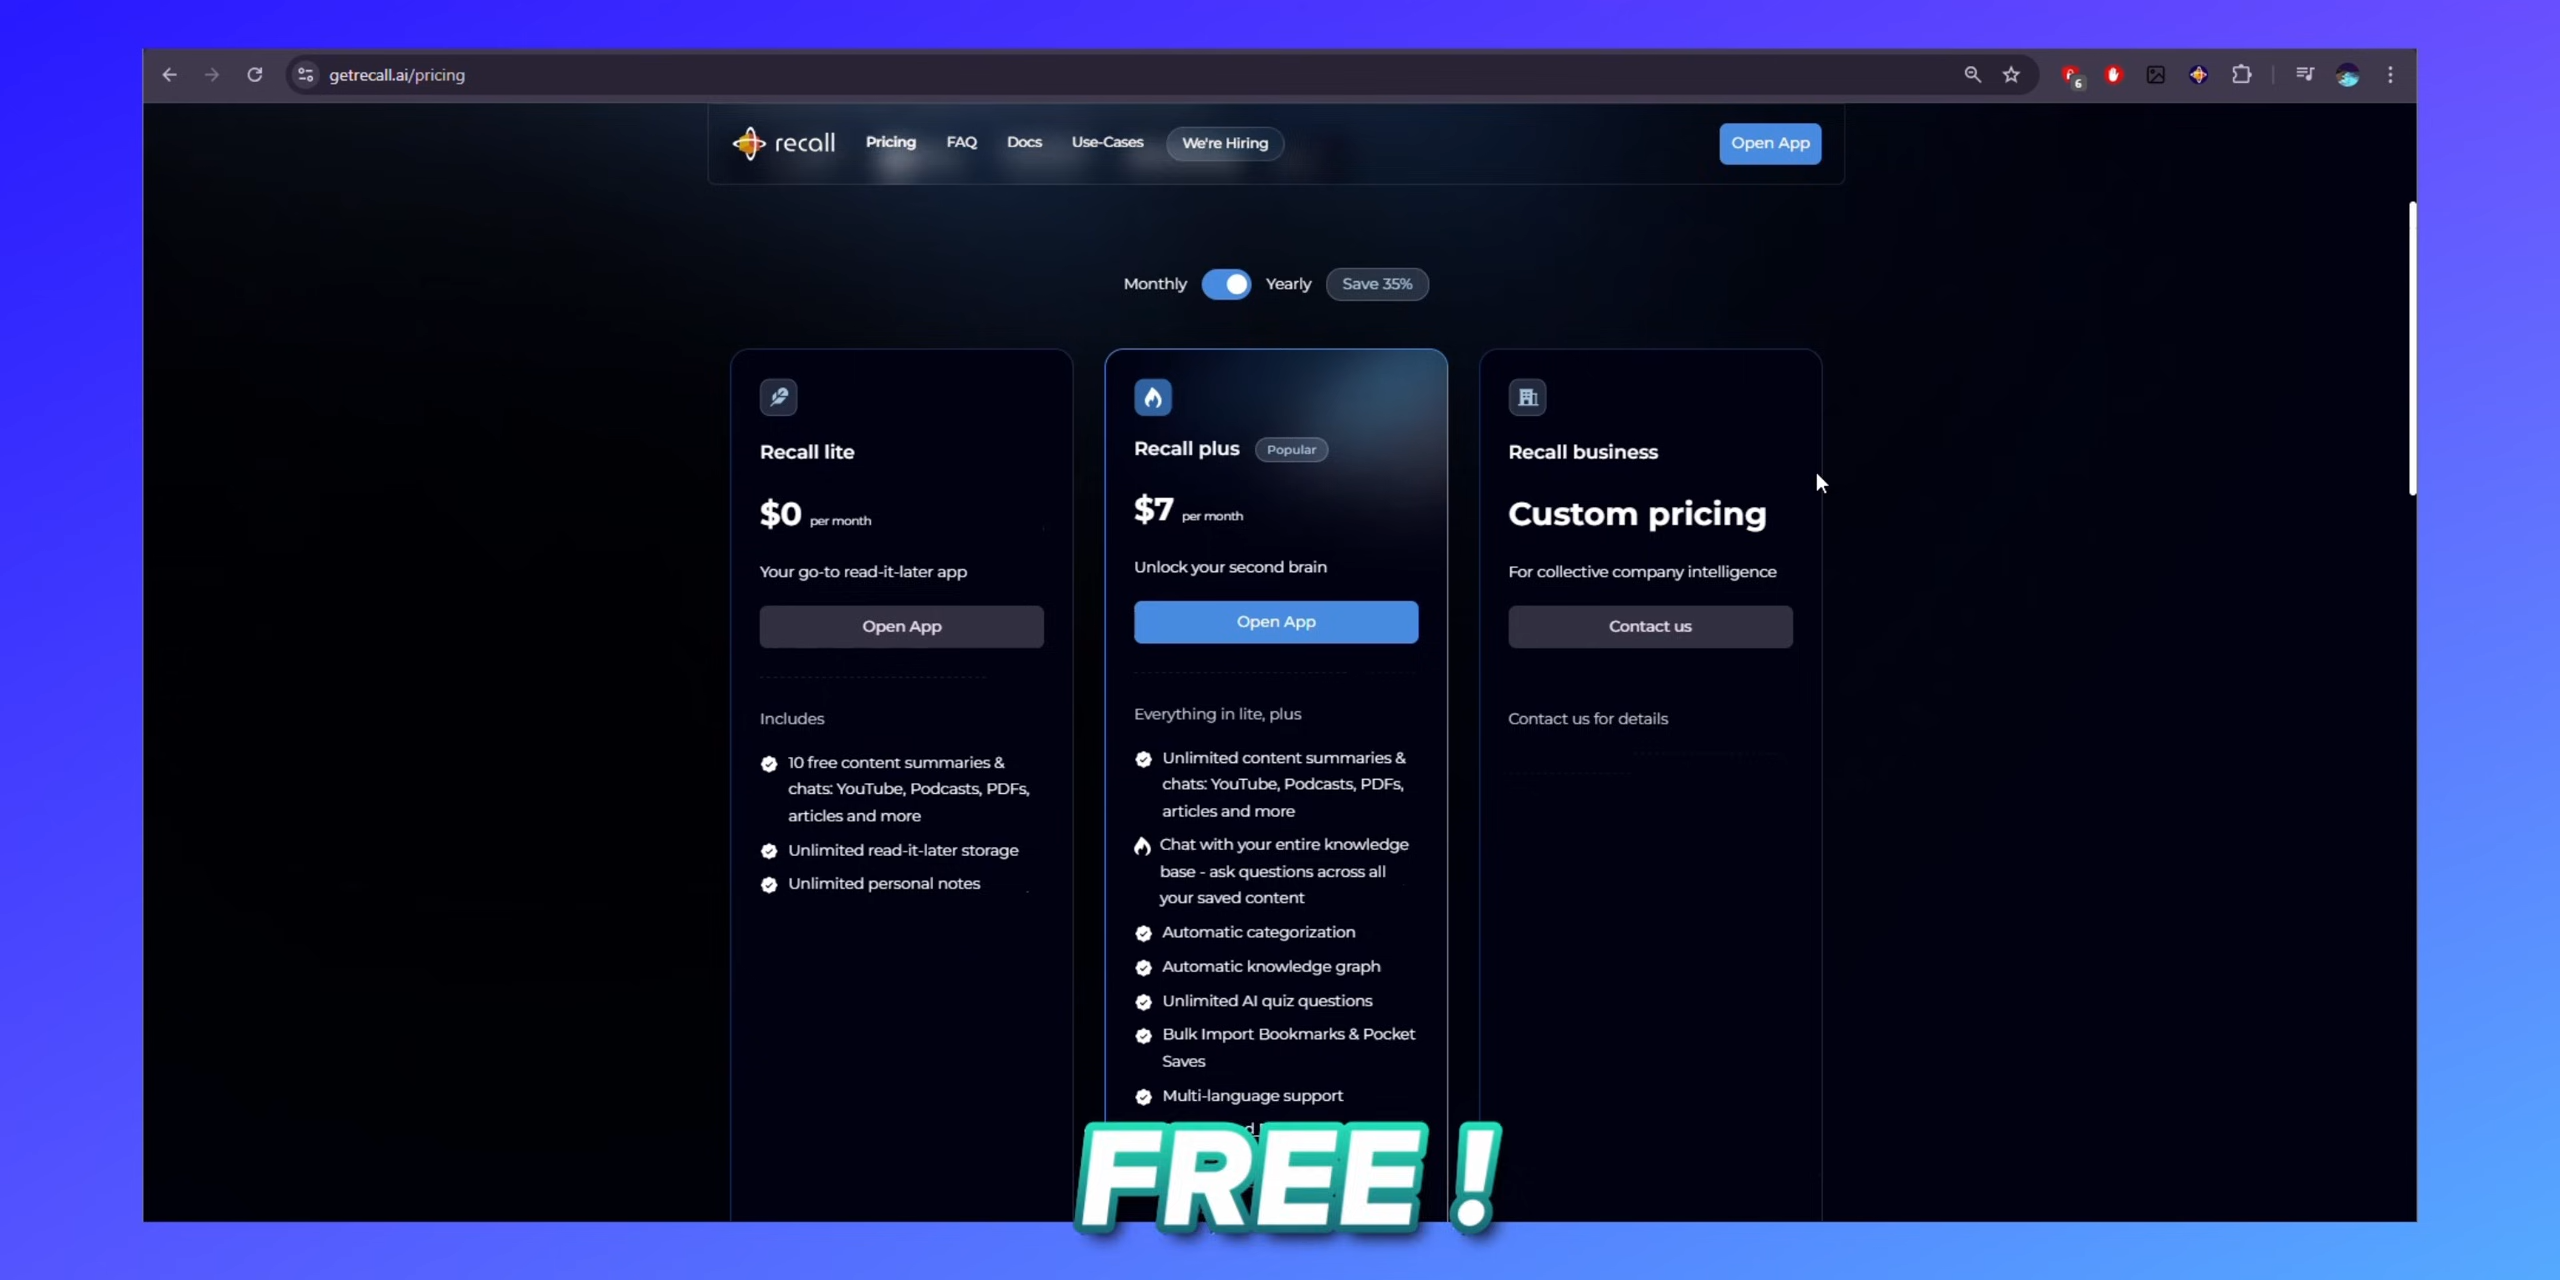 getrecall.ai/pricing
6
recall Pricing FAQ Docs Use-Cases We're Hiring Open App
Monthly Yearly Save 35%
Recall lite
$0 per month
Your go-to read-it-later app
Open App
Includes
10 free content summaries &
chats: YouTube, Podcasts, PDFs,
articles and more
Unlimited read-it-later storage
Unlimited personal notes
Recall plus Popular
$7 per month
Unlock your second brain
Open App
Everything in lite, plus
Unlimited content summaries &
chats: YouTube, Podcasts, PDFs,
articles and more
Chat with your entire knowledge
base - ask questions across all
your saved content
Automatic categorization
Automatic knowledge graph
Unlimited AI quiz questions
Bulk Import Bookmarks & Pocket
Saves
Multi-language support
Recall business
Custom pricing
For collective company intelligence
Contact us
Contact us for details
FREE !